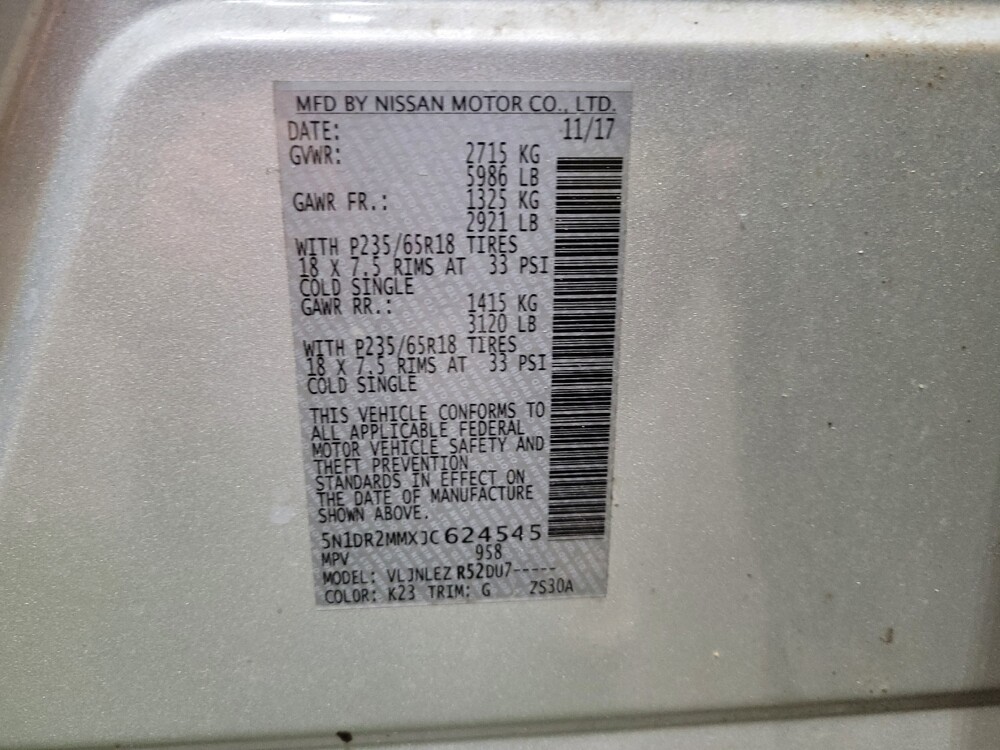 MFD BY NISSAN MOTOR CO., LTD.
DATE: 11/17
GVWR: 2715 KG
5986 LB
GAWR FR.: 1325 KG
2921 LB
WITH P235/65R18 TIRES
18 X 7.5 RIMS AT 33 PSI
COLD SINGLE
GAWR RR.: 1415 KG
3120 LB
WITH P235/65R18 TIRES
18 X 7.5 RIMS AT 33 PSI
COLD SINGLE
THIS VEHICLE CONFORMS TO
ALL APPLICABLE FEDERAL
MOTOR VEHICLE SAFETY AND
THEFT PREVENTION
STANDARDS IN EFFECT ON
THE DATE OF MANUFACTURE
SHOWN ABOVE.
5N1DR2MMXJC624545
MPV 958
MODEL: VLJNLEZ R52DU7-----
COLOR: K23 TRIM: G ZS30A